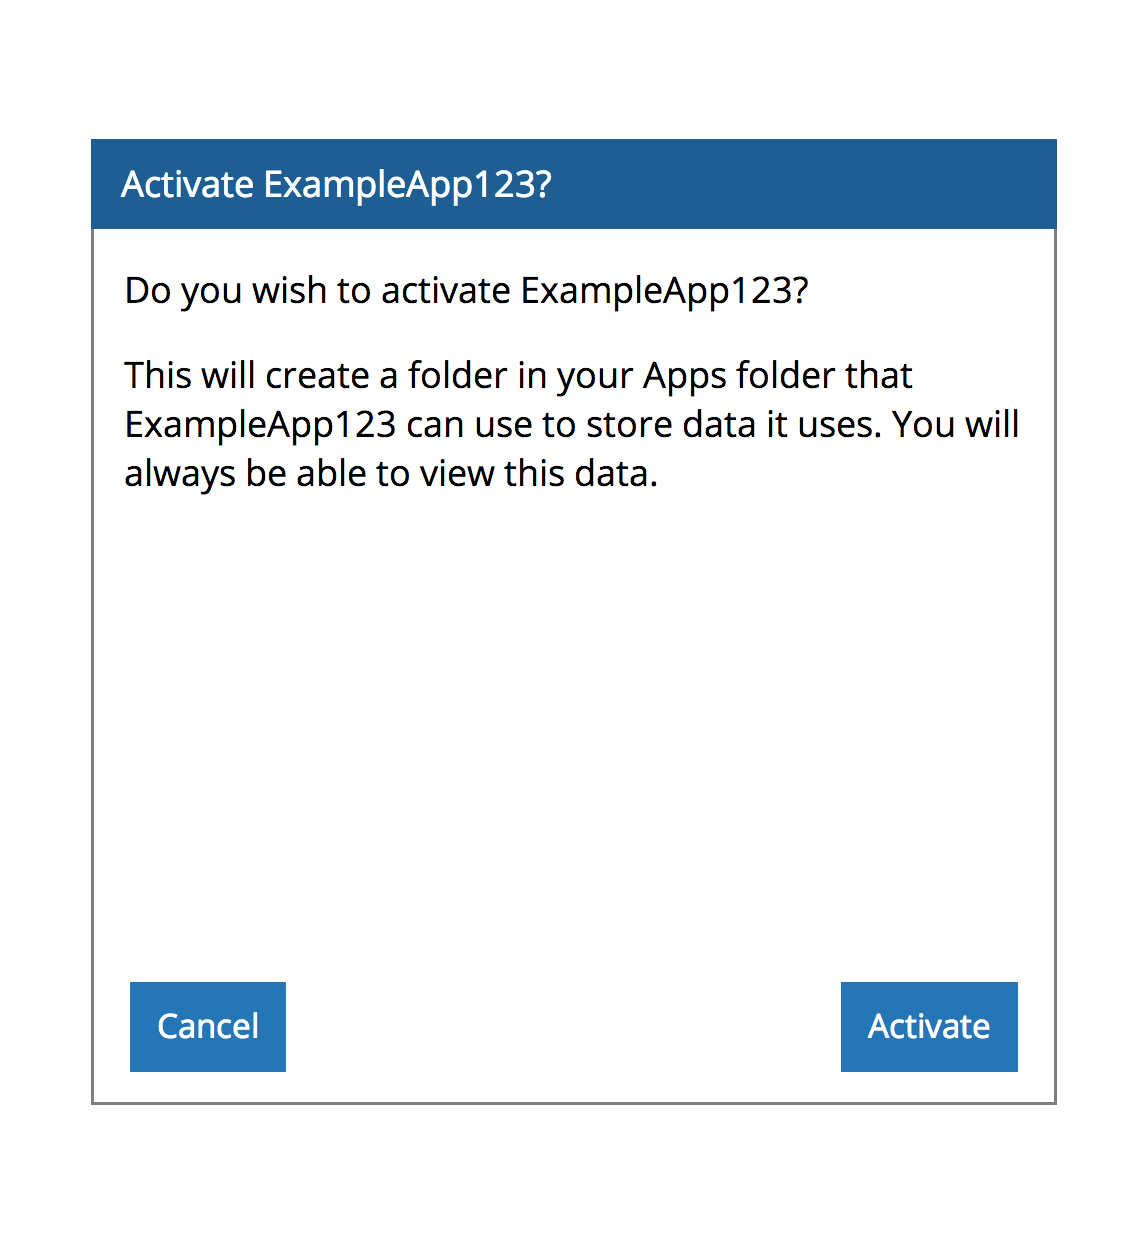 Activate ExampleApp123?
Do you wish to activate ExampleApp123?
This will create a folder in your Apps folder that
ExampleApp123 can use to store data it uses. You will
always be able to view this data.
Cancel
Activate